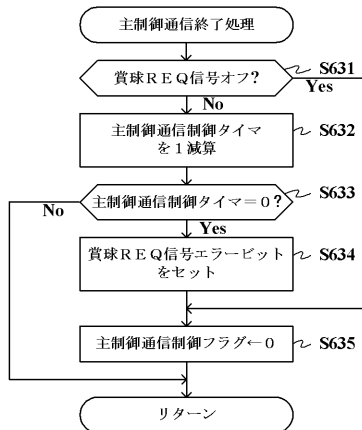 主制御通信終了処理
賞球REQ信号オフ?
S631
Yes
No
主制御通信制御タイマ
を1減算
S632
主制御通信制御タイマ=0?
S633
No
Yes
賞球REQ信号エラービット
をセット
S634
主制御通信制御フラグ←0
S635
リターン